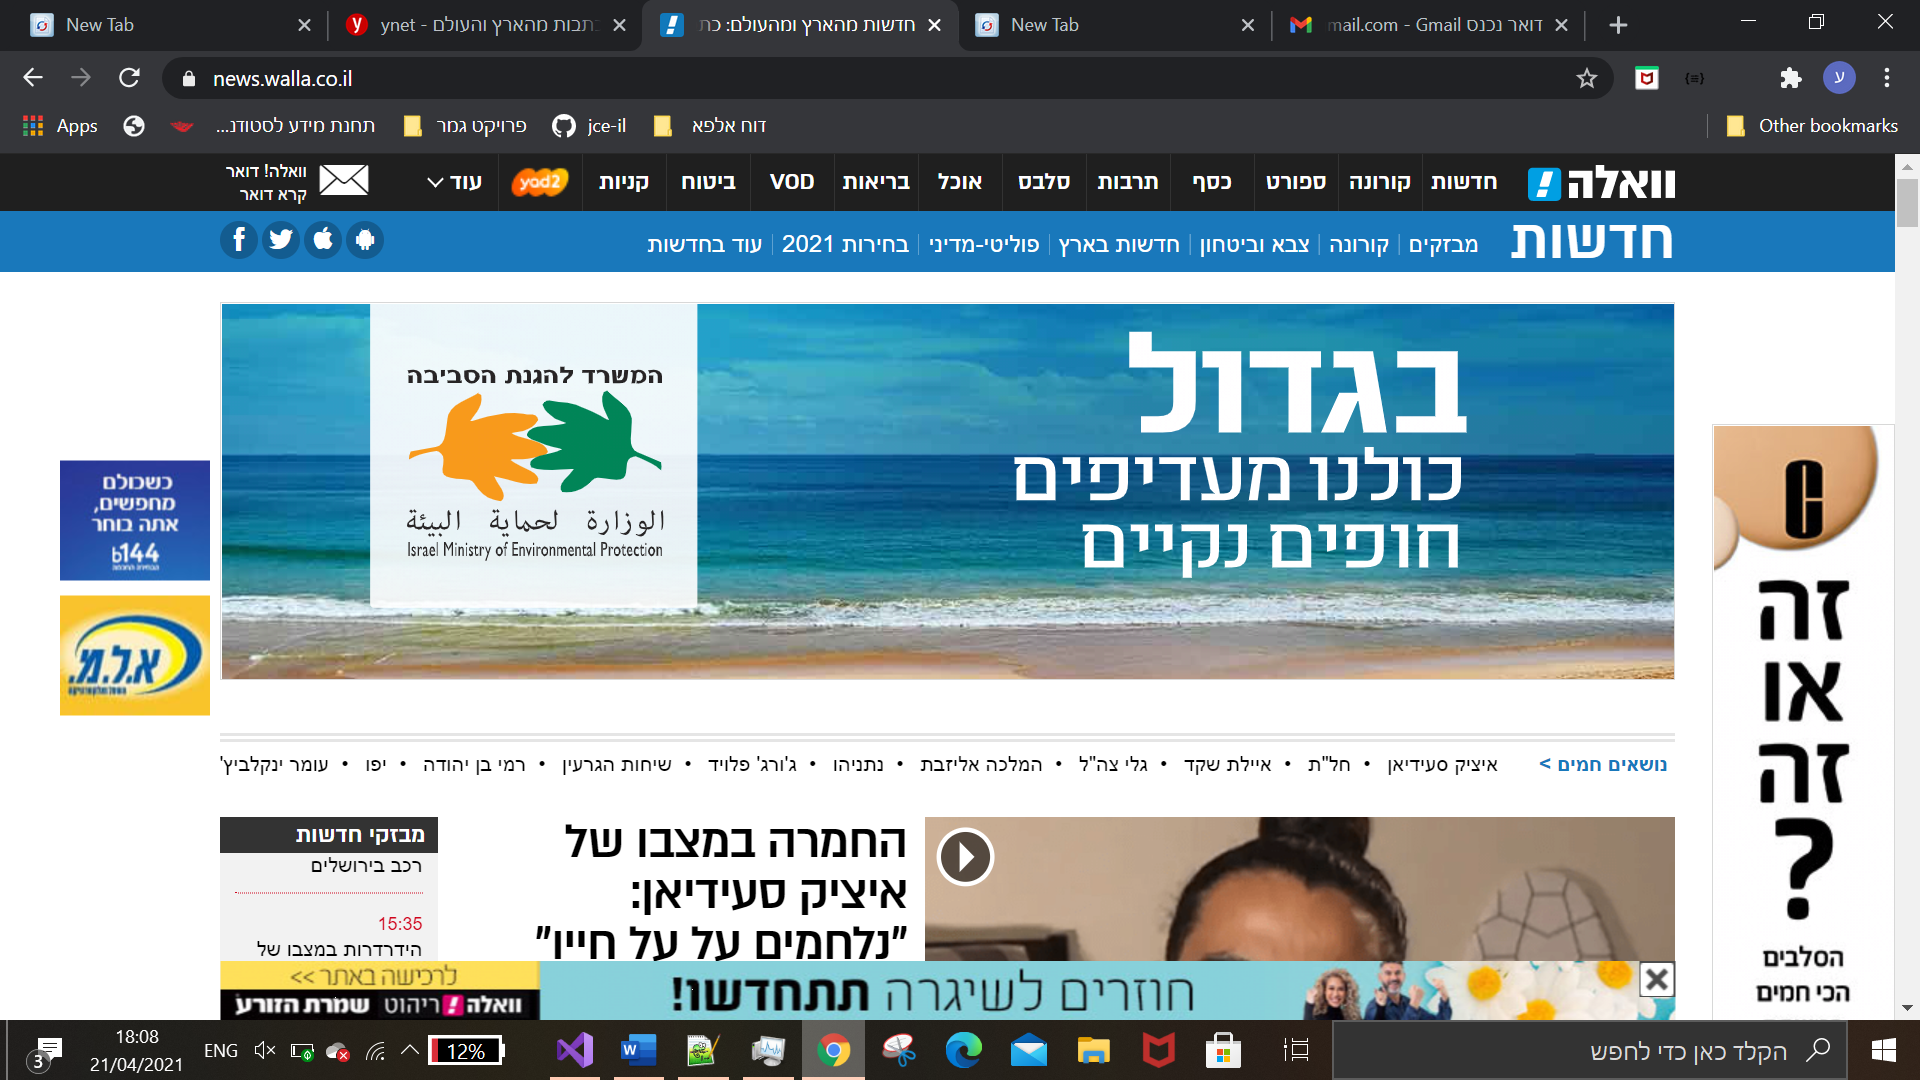 New Tab
ynet - כתבות מהארץ והעולם
חדשות מהארץ ומהעולם: כת
New Tab
דואר נכנס
mail.com - Gmail
news.walla.co.il
ע
Apps
תחנת מידע לסטודנ...
פרויקט גמר
jce-il
דוח אלפא
Other bookmarks
וואלה!
חדשות
קורונה
ספורט
כסף
תרבות
סלבס
אוכל
בריאות
VOD
ביטוח
קניות
yad2
עוד
וואלה! דואר
קרא דואר
חדשות
מבזקים
קורונה
צבא וביטחון
חדשות בארץ
פוליטי-מדיני
בחירות 2021
עוד בחדשות
בגדול
כולנו מעדיפים
חופים נקיים
המשרד להגנת הסביבה
الوزارة لحماية البيئة
Israel Ministry of Environmental Protection
כשכולם
מחפשים,
אתה בוחר
b144
א.ל.מ.
C
זה
או
זה
?
הסלבים
הכי חמים
נושאים חמים >
איציק סעידיאן • חל"ת • איילת שקד • גלי צה"ל • המלכה אליזבת • נתניהו • ג'ורג' פלויד • שיחות הגרעין • רמי בן יהודה • יפו • עומר ינקלביץ'
החמרה במצבו של
איציק סעידיאן:
"נלחמים על על חייו"
מבזקי חדשות
רכב בירושלים
15:35
הידרדרות במצבו של
חוזרים לשיגרה תתחדשו!
לרכישה באתר >>
וואלה! ריהוט
שמרת הזורע
הקלד כאן כדי לחפש
12%
ENG
18:08
21/04/2021
3